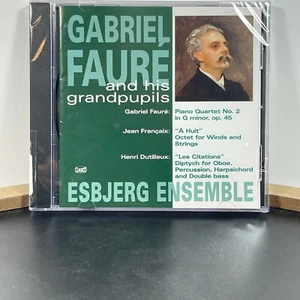 GABRIEL
FAURÉ
and his
grandpupils
Gabriel Fauré: Piano Quartet No. 2
in G minor, op. 45
Jean Françaix: "À Huit"
Octet for Winds and
Strings
Henri Dutilleux: "Les Citations"
Diptych for Oboe,
Percussion, Harpsichord
and Double bass
ESBJERG ENSEMBLE